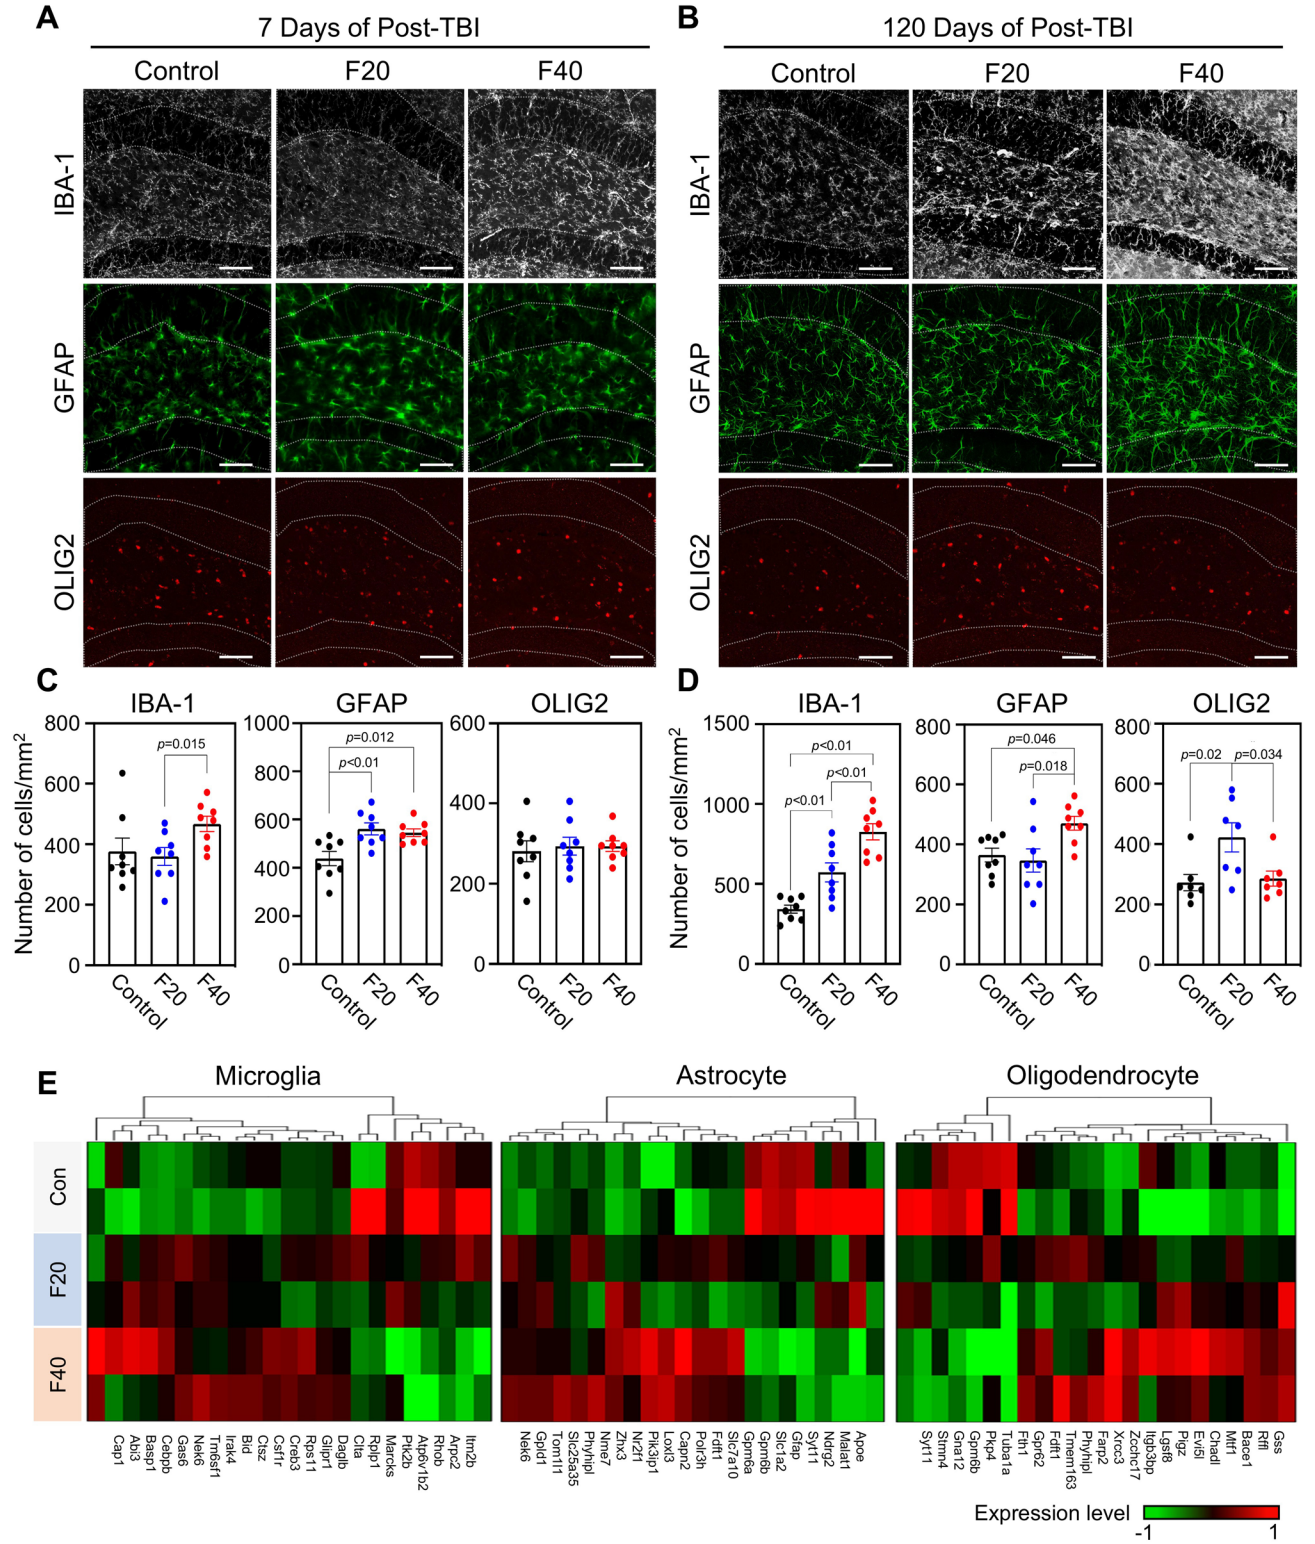 A
7 Days of Post-TBI
Control F20 F40
IBA-1
GFAP
OLIG2
B
120 Days of Post-TBI
Control F20 F40
IBA-1
GFAP
OLIG2
C
Number of cells/mm2
IBA-1
800
600
400
200
0
p=0.015
Control F20 F40
GFAP
1000
800
600
400
200
0
p=0.012
p<0.01
Control F20 F40
OLIG2
600
400
200
0
Control F20 F40
D
Number of cells/mm2
IBA-1
1500
1000
500
0
p<0.01
p<0.01
p<0.01
Control F20 F40
GFAP
800
600
400
200
0
p=0.046
p=0.018
Control F20 F40
OLIG2
800
600
400
200
0
p=0.02 p=0.034
Control F20 F40
E
Microglia Astrocyte Oligodendrocyte
Con
F20
F40
Cap1 Abi3 Basp1 Cebpb Gas6 Nek6 Tm6sf1 Irak4 Bid Ctsz Csf1r Creb3 Rps11 Glipr1 Daglb Clta Rplp1 Marcks Ptk2b Atp6v1b2 Rhob Arpc2 Itm2b
Nek6 Gpld1 Tom1l1 Slc25a35 Phyhipl Nme7 Zhx3 Nr2f1 Pik3ip1 Loxl3 Capn2 Polr3h Fdft1 Slc7a10 Gpm6a Gpm6b Slc1a2 Gfap Syt11 Ndrg2 Malat1 Apoe
Syt11 Stmn4 Gna12 Gpm6b Pkp4 Tuba1a Fth1 Gpr62 Fdft1 Tmem163 Phyhipl Farp2 Xrcc3 Zcchc17 Itgb3bp Lgsf8 Pigz Evi5l Chadl Mtf1 Bace1 Rffl Gss
Expression level
-1 1